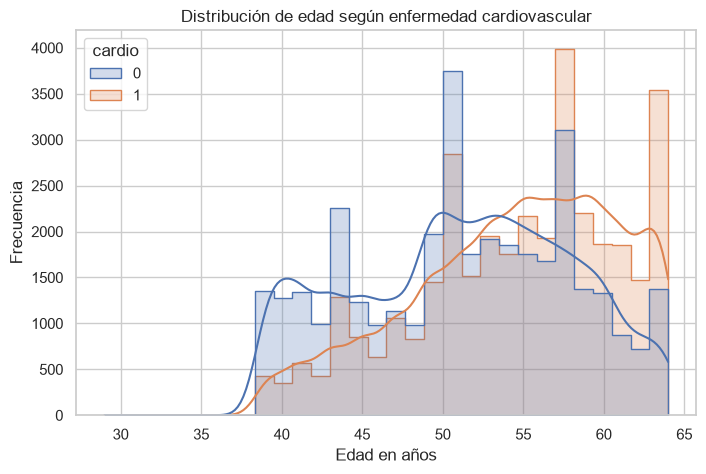 Distribución de edad según enfermedad cardiovascular
cardio
0
1
Frecuencia
4000
3500
3000
2500
2000
1500
1000
500
0
30 35 40 45 50 55 60 65
Edad en años